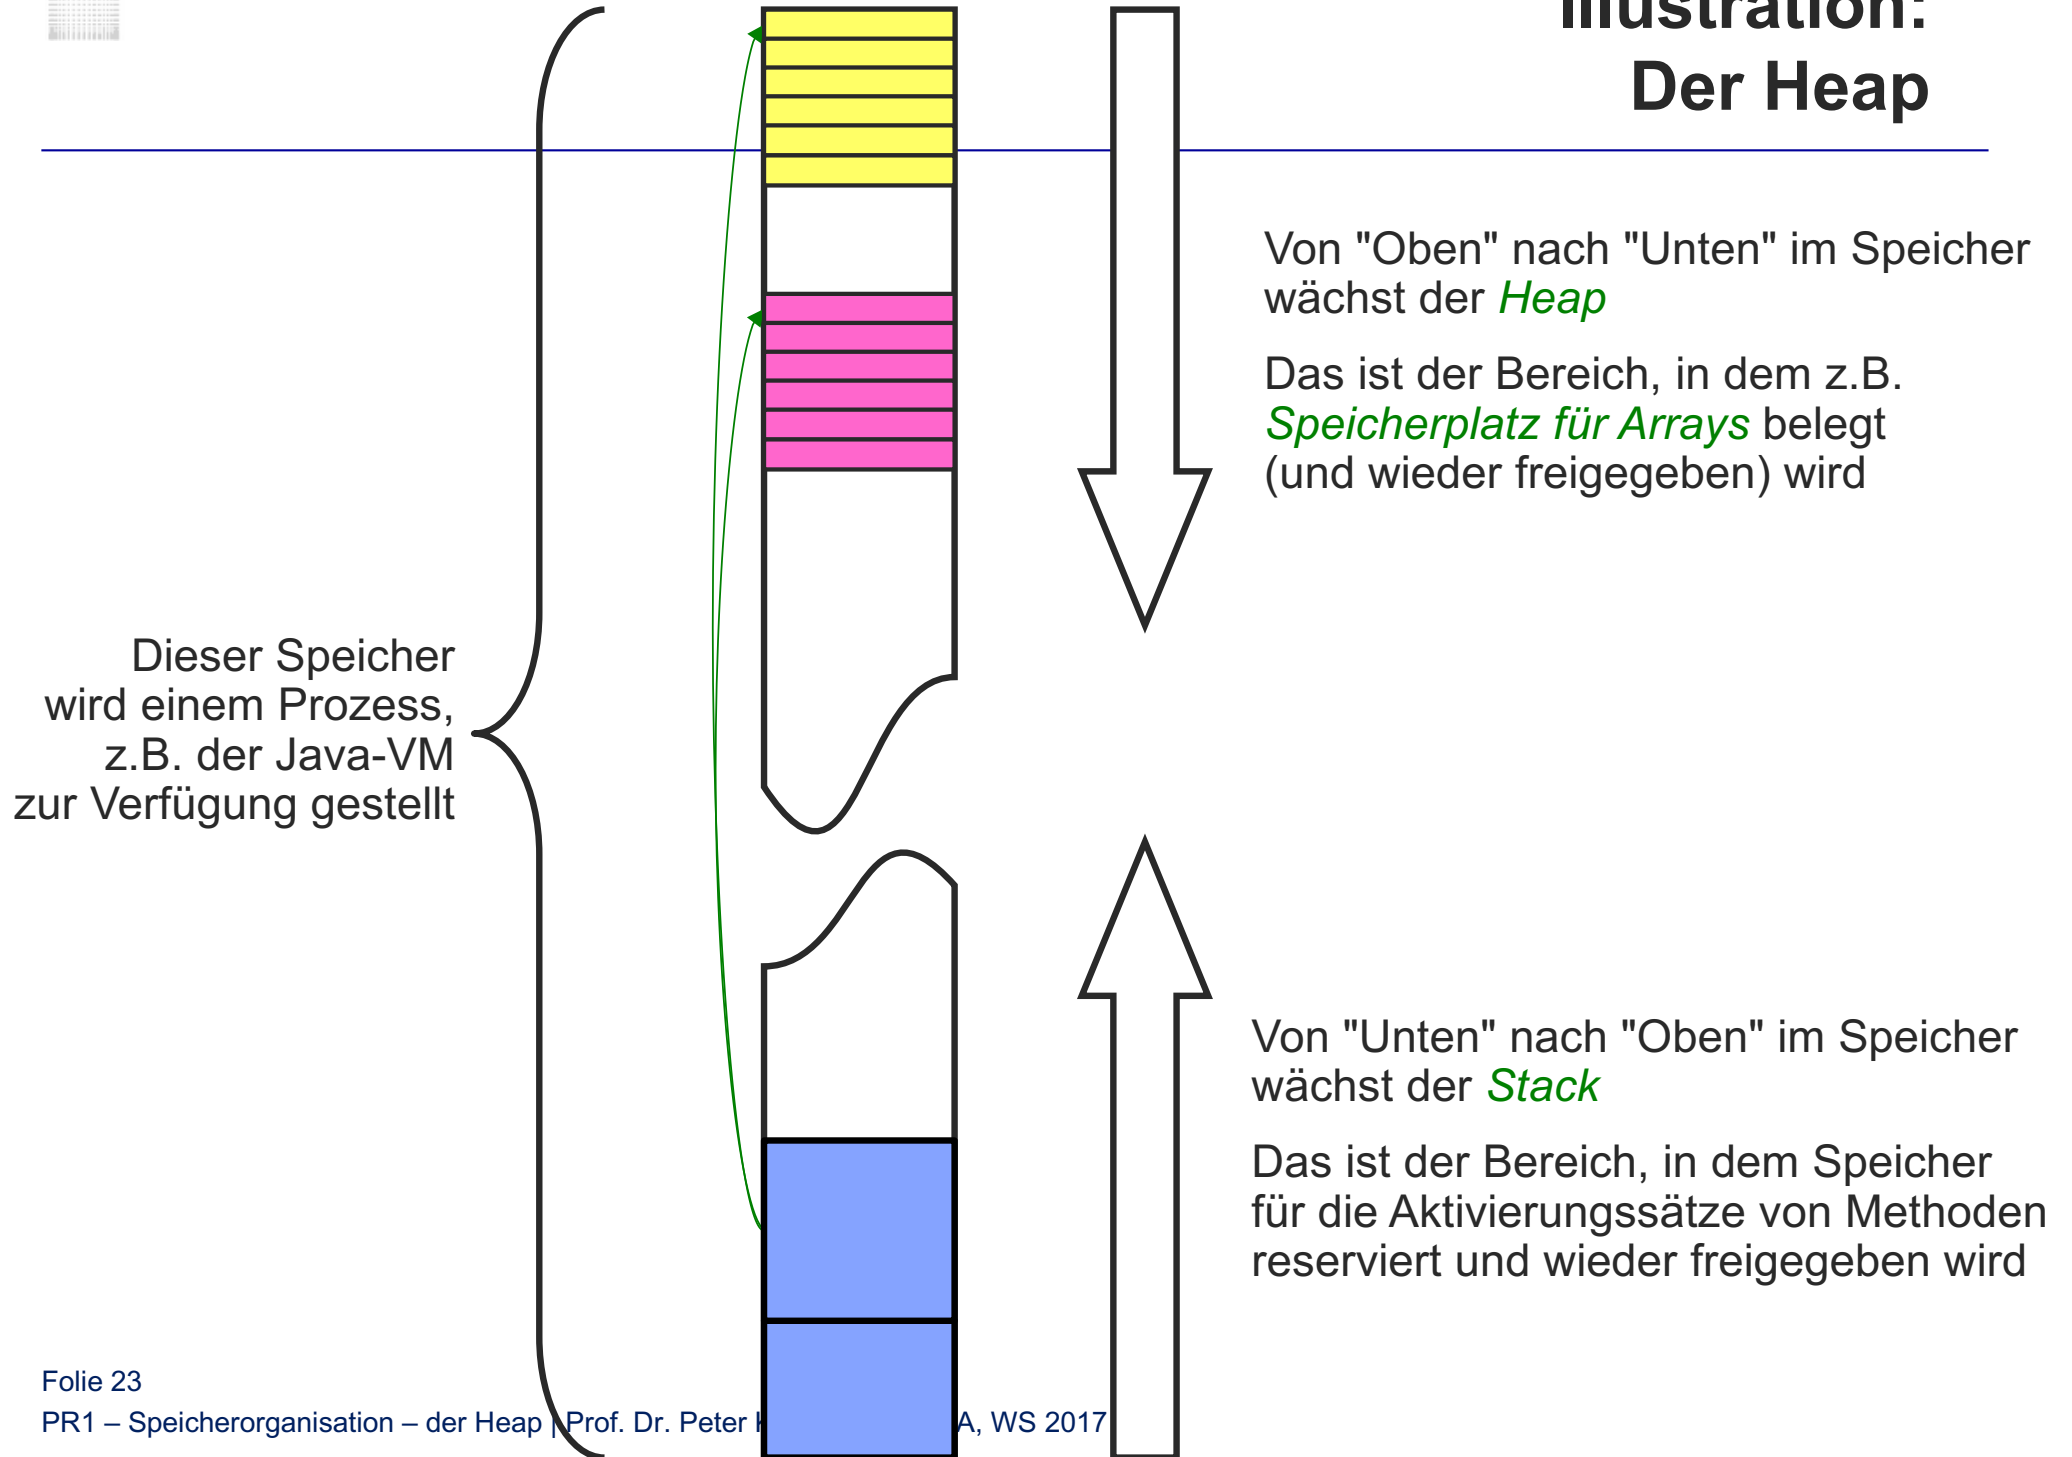 Illustration:
Der Heap
Von "Oben" nach "Unten" im Speicher
wächst der Heap
Das ist der Bereich, in dem z.B.
Speicherplatz für Arrays belegt
(und wieder freigegeben) wird
Dieser Speicher
wird einem Prozess,
z.B. der Java-VM
zur Verfügung gestellt
Von "Unten" nach "Oben" im Speicher
wächst der Stack
Das ist der Bereich, in dem Speicher
für die Aktivierungssätze von Methoden
reserviert und wieder freigegeben wird
Folie 23
PR1 – Speicherorganisation – der Heap | Prof. Dr. Peter A, WS 2017